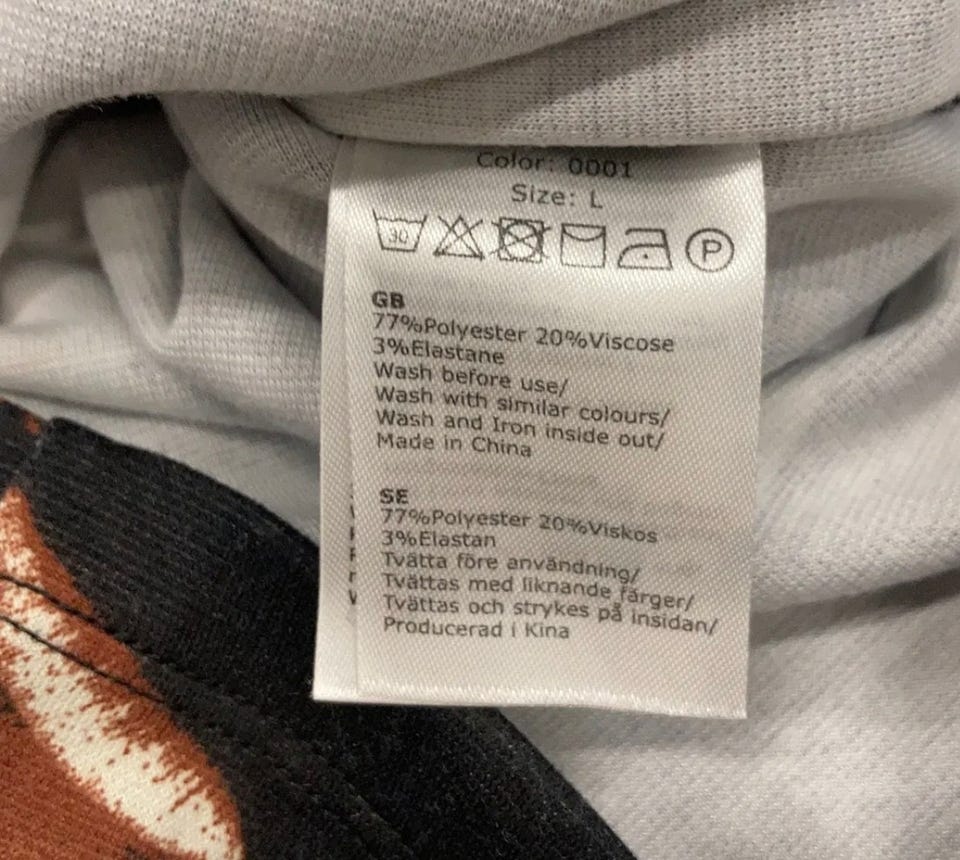 Color: 0001
Size: L
30 P
GB
77%Polyester 20%Viscose
3%Elastane
Wash before use/
Wash with similar colours/
Wash and Iron inside out/
Made in China
SE
77%Polyester 20%Viskos
3%Elastan
Tvätta före användning/
Tvättas med liknande färger/
Tvättas och strykes på insidan/
Producerad i Kina